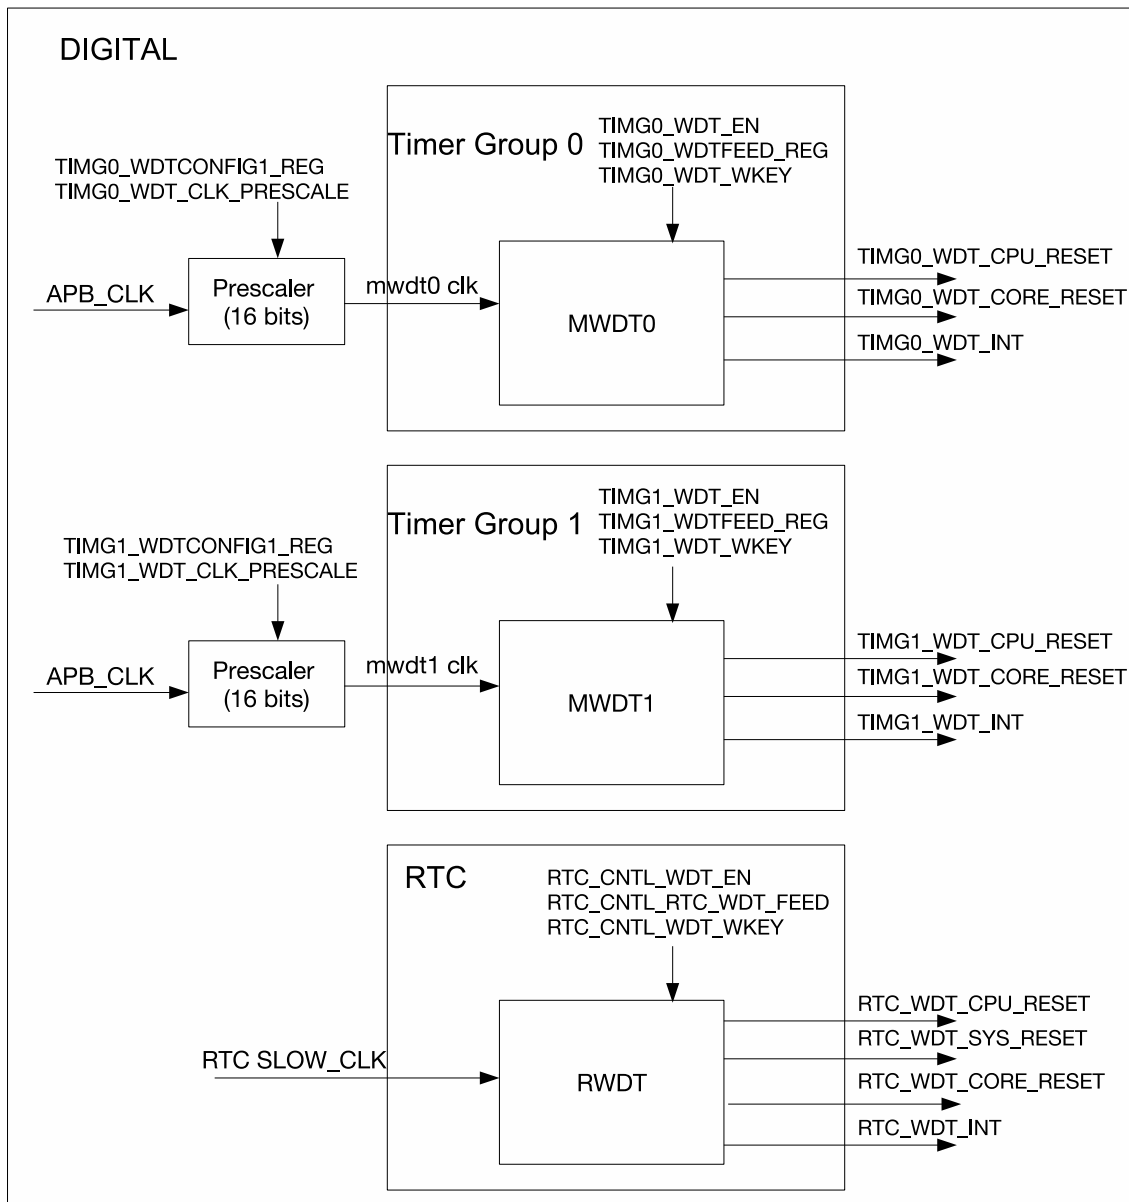 DIGITAL
Timer Group 0
TIMG0_WDT_EN
TIMG0_WDTFEED_REG
TIMG0_WDT_WKEY
TIMG0_WDTCONFIG1_REG
TIMG0_WDT_CLK_PRESCALE
APB_CLK
Prescaler
(16 bits)
mwdt0 clk
MWDT0
TIMG0_WDT_CPU_RESET
TIMG0_WDT_CORE_RESET
TIMG0_WDT_INT
Timer Group 1
TIMG1_WDT_EN
TIMG1_WDTFEED_REG
TIMG1_WDT_WKEY
TIMG1_WDTCONFIG1_REG
TIMG1_WDT_CLK_PRESCALE
APB_CLK
Prescaler
(16 bits)
mwdt1 clk
MWDT1
TIMG1_WDT_CPU_RESET
TIMG1_WDT_CORE_RESET
TIMG1_WDT_INT
RTC
RTC_CNTL_WDT_EN
RTC_CNTL_RTC_WDT_FEED
RTC_CNTL_WDT_WKEY
RTC SLOW_CLK
RWDT
RTC_WDT_CPU_RESET
RTC_WDT_SYS_RESET
RTC_WDT_CORE_RESET
RTC_WDT_INT